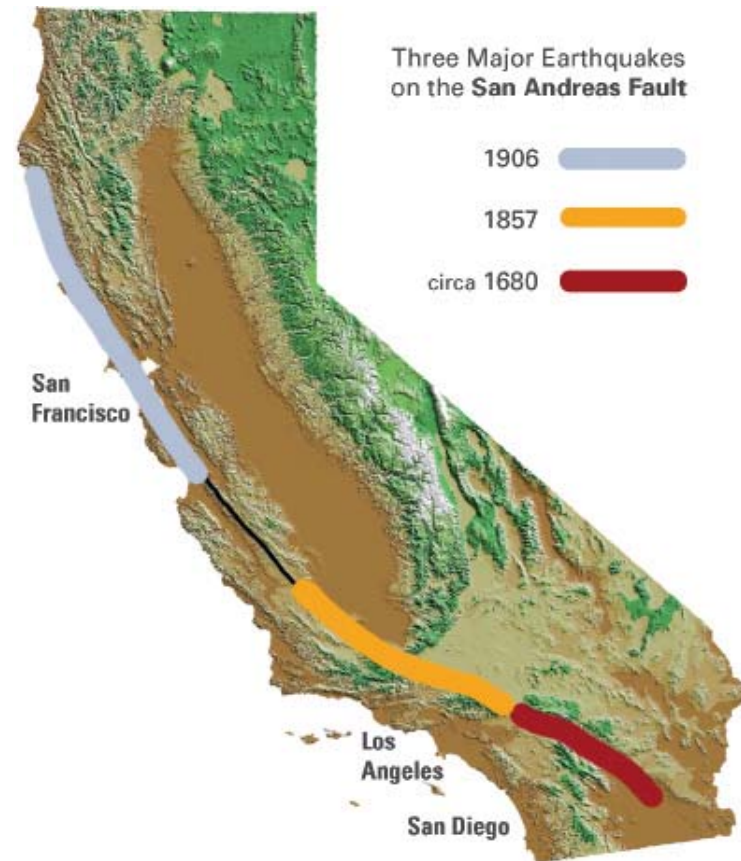 Three Major Earthquakes
on the San Andreas Fault
1906
1857
circa 1680
San
Francisco
Los
Angeles
San Diego